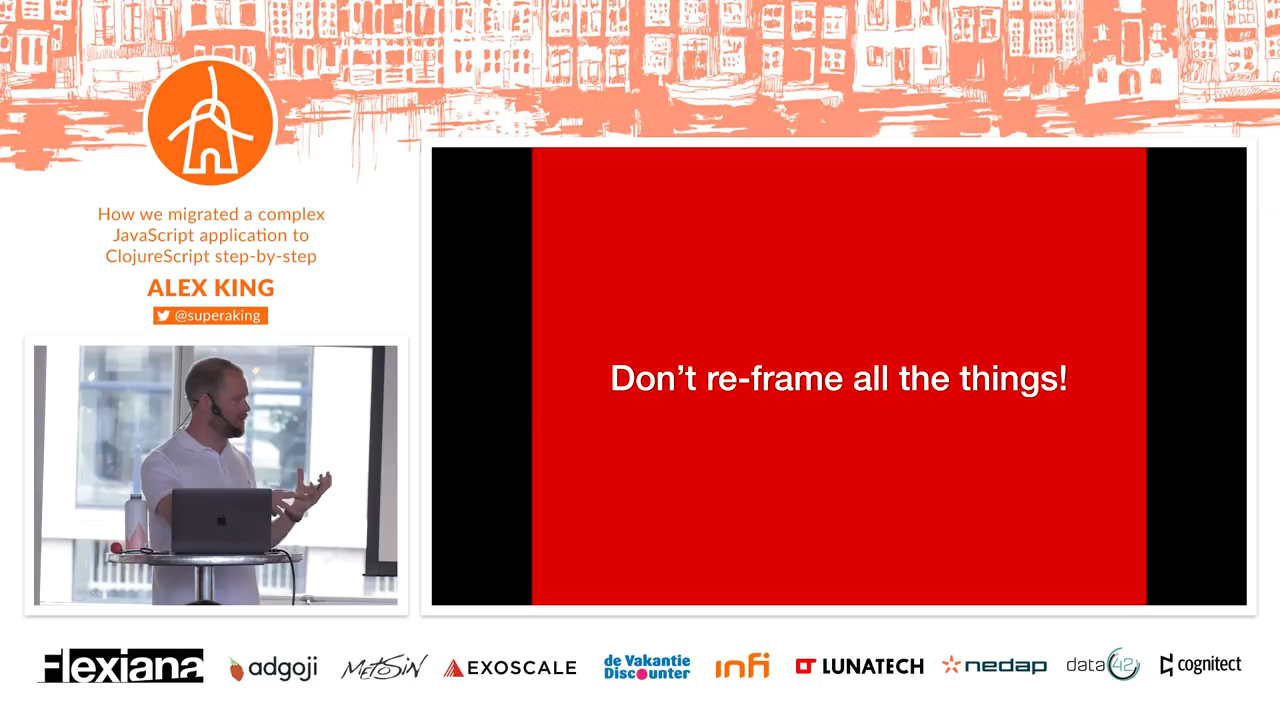 How we migrated a complex
JavaScript application to
ClojureScript step-by-step
ALEX KING
@superaking
Don't re-frame all the things!
Flexiana
adgoji
METOSIN
EXOSCALE
de Vakantie
Discounter
infi
LUNATECH
nedap
data42
cognitect